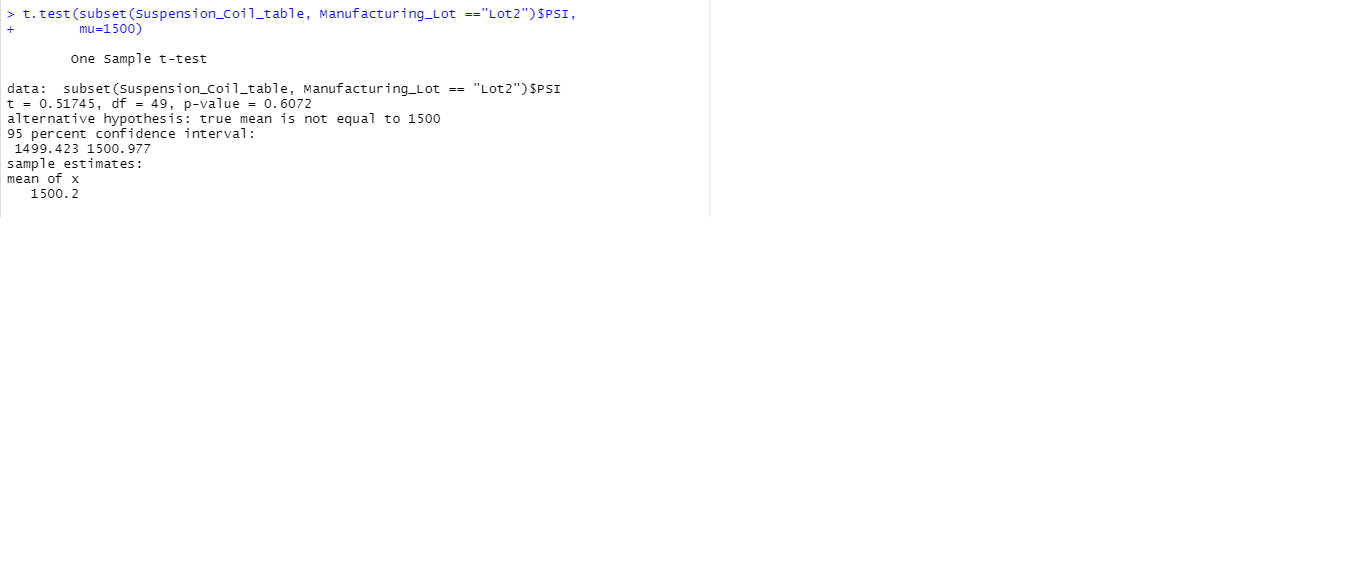 > t.test(subset(Suspension_Coil_table, Manufacturing_Lot =="Lot2")$PSI,
+        mu=1500)
One Sample t-test
data:  subset(Suspension_Coil_table, Manufacturing_Lot == "Lot2")$PSI
t = 0.51745, df = 49, p-value = 0.6072
alternative hypothesis: true mean is not equal to 1500
95 percent confidence interval:
1499.423 1500.977
sample estimates:
mean of x
1500.2